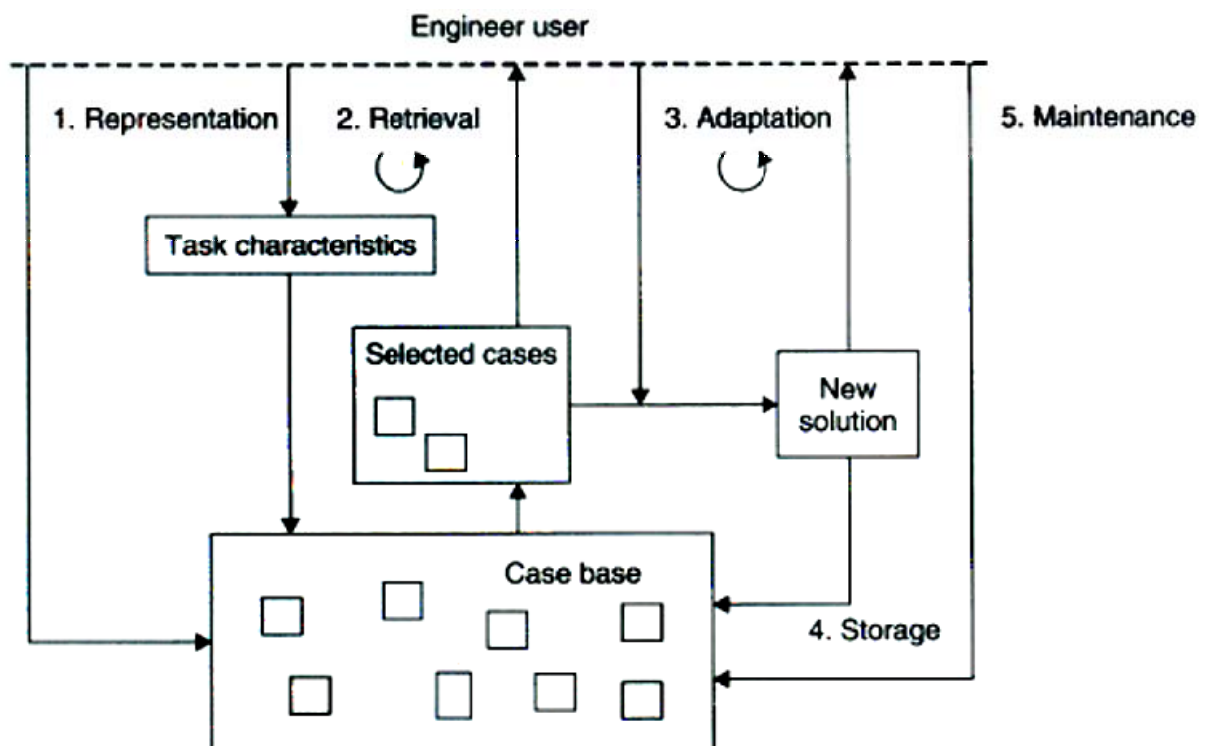 Engineer user
1. Representation
2. Retrieval
3. Adaptation
5. Maintenance
Task characteristics
Selected cases
New
solution
Case base
4. Storage